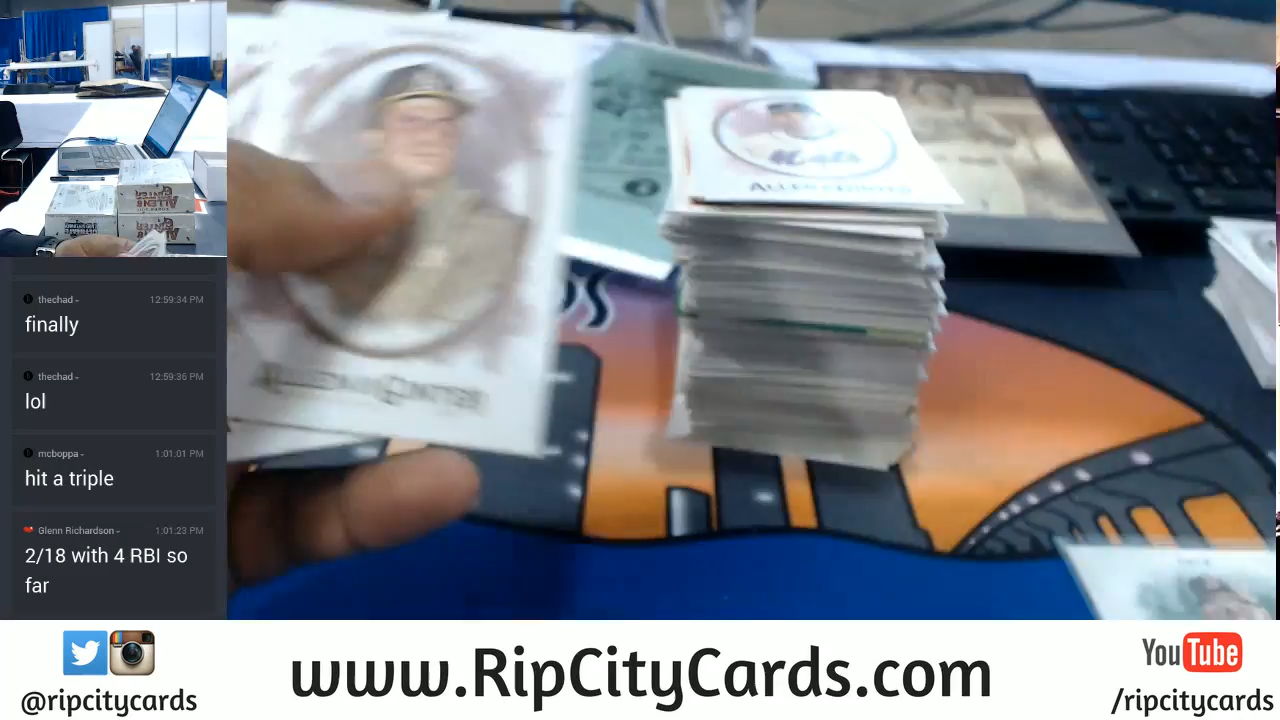 thechad - 12:59:34 PM
finally
thechad - 12:59:36 PM
lol
mcboppa - 1:01:01 PM
hit a triple
Glenn Richardson - 1:01:23 PM
2/18 with 4 RBI so
far
ALLEN & GINTER
Mets
ALLEN & GINTER
@ripcitycards
www.RipCityCards.com
YouTube
/ripcitycards